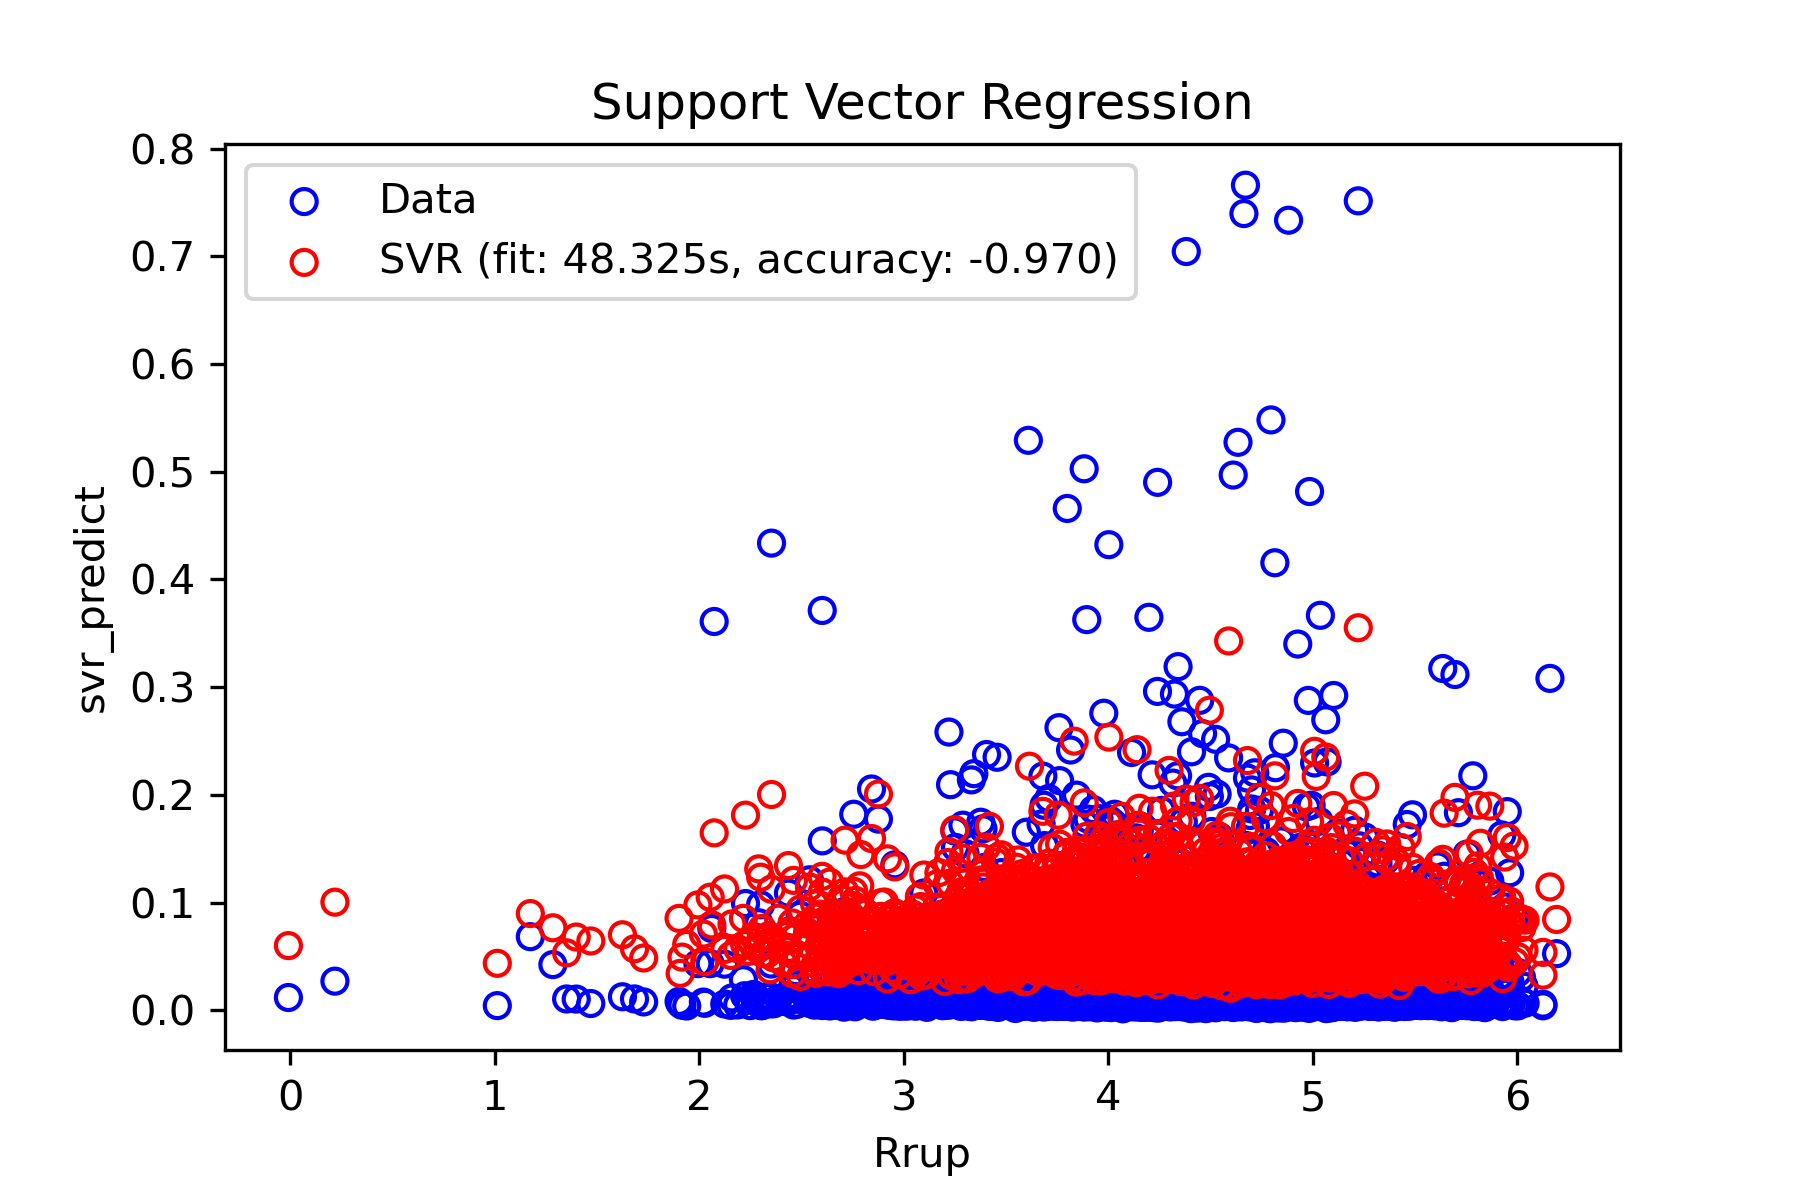 Support Vector Regression
0.8
0.7
0.6
0.5
0.4
0.3
0.2
0.1
0.0
svr_predict
Data
SVR (fit: 48.325s, accuracy: -0.970)
0 1 2 3 4 5 6
Rrup